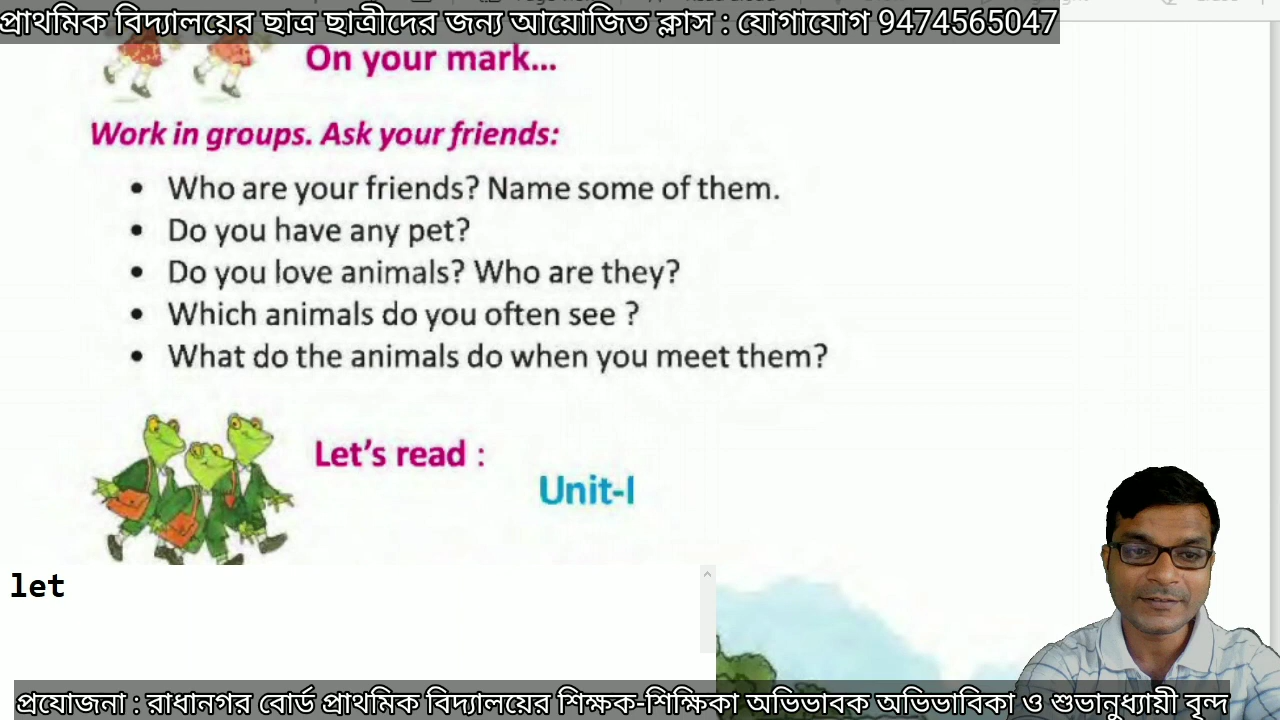 প্রাথমিক বিদ্যালয়ের ছাত্র ছাত্রীদের জন্য আয়োজিত ক্লাস : যোগাযোগ 9474565047
On your mark...
Work in groups. Ask your friends:
• Who are your friends? Name some of them.
• Do you have any pet?
• Do you love animals? Who are they?
• Which animals do you often see ?
• What do the animals do when you meet them?
Let's read :
Unit-I
let
প্রযোজনা : রাধানগর বোর্ড প্রাথমিক বিদ্যালয়ের শিক্ষক-শিক্ষিকা অভিভাবক অভিভাবিকা ও শুভানুধ্যায়ী বৃন্দ